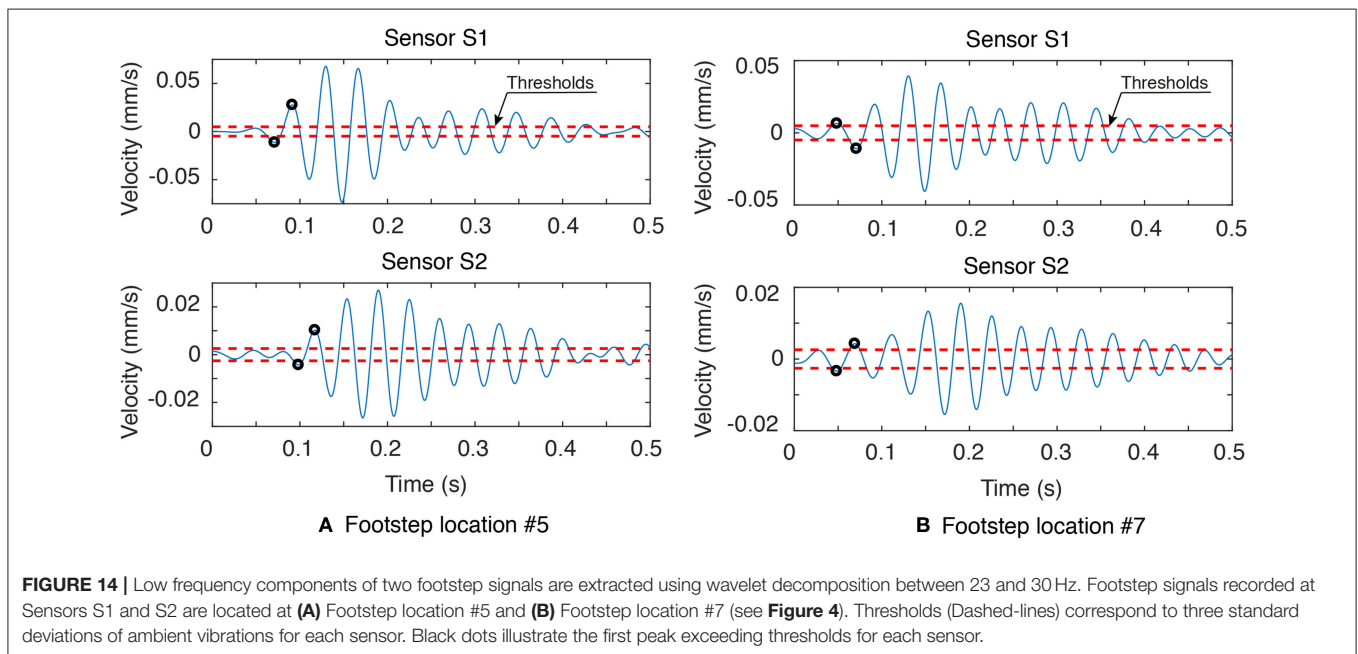 Sensor S1
Thresholds
Velocity (mm/s)
0.05
0
-0.05
0 0.1 0.2 0.3 0.4 0.5
Sensor S2
Velocity (mm/s)
0.02
0
-0.02
0 0.1 0.2 0.3 0.4 0.5
Time (s)
A Footstep location #5
Sensor S1
Thresholds
Velocity (mm/s)
0.05
0
-0.05
0 0.1 0.2 0.3 0.4 0.5
Sensor S2
Velocity (mm/s)
0.02
0
-0.02
0 0.1 0.2 0.3 0.4 0.5
Time (s)
B Footstep location #7
FIGURE 14 | Low frequency components of two footstep signals are extracted using wavelet decomposition between 23 and 30 Hz. Footstep signals recorded at
Sensors S1 and S2 are located at (A) Footstep location #5 and (B) Footstep location #7 (see Figure 4). Thresholds (Dashed-lines) correspond to three standard
deviations of ambient vibrations for each sensor. Black dots illustrate the first peak exceeding thresholds for each sensor.